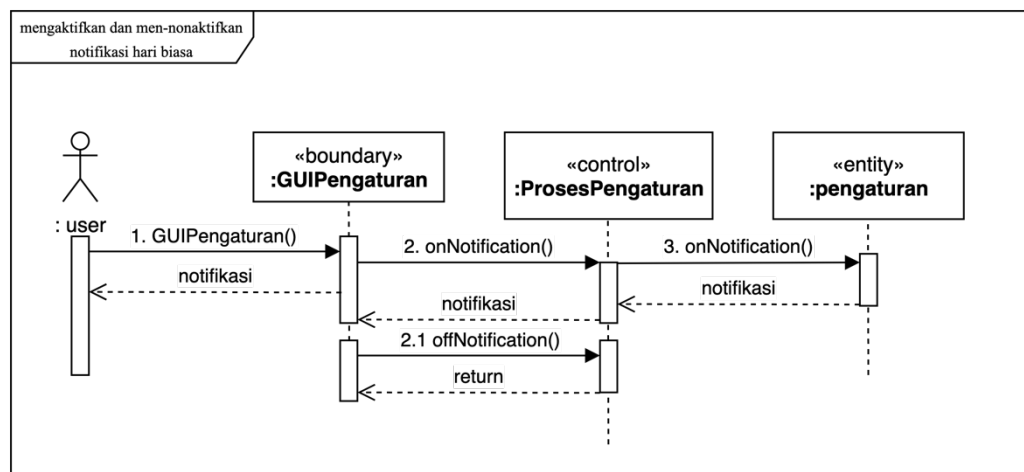 mengaktifkan dan men-nonaktifkan
notifikasi hari biasa
«boundary»
:GUIPengaturan
«control»
:ProsesPengaturan
«entity»
:pengaturan
: user
1. GUIPengaturan()
2. onNotification()
3. onNotification()
notifikasi
notifikasi
notifikasi
2.1 offNotification()
return